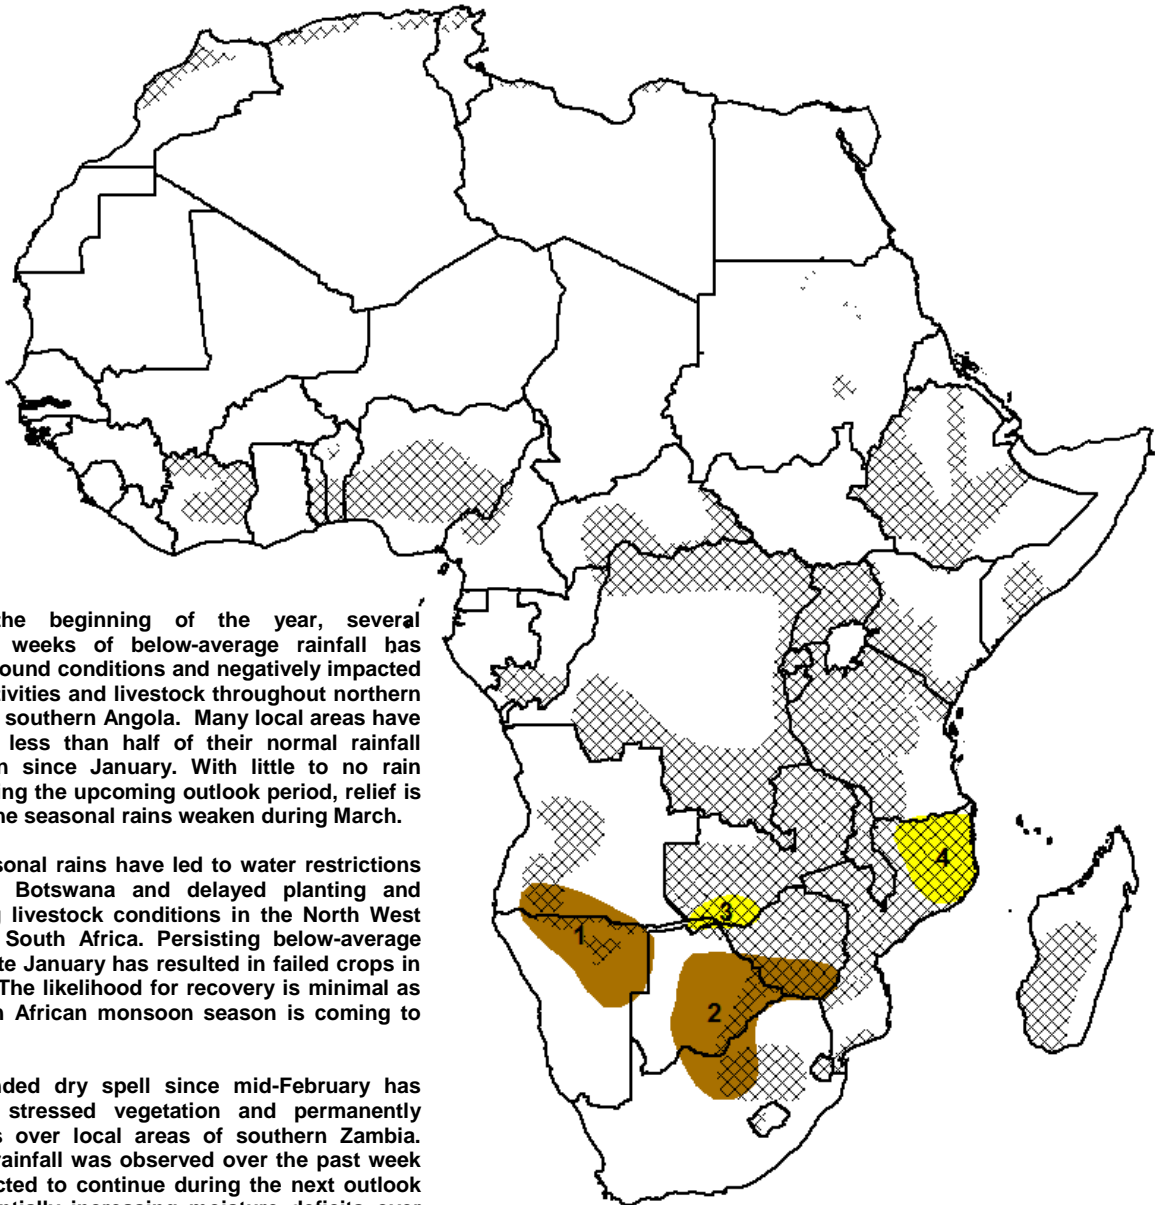 the beginning of the year, several
weeks of below-average rainfall has
ound conditions and negatively impacted
tivities and livestock throughout northern
southern Angola. Many local areas have
less than half of their normal rainfall
n since January. With little to no rain
ing the upcoming outlook period, relief is
he seasonal rains weaken during March.
sonal rains have led to water restrictions
Botswana and delayed planting and
g livestock conditions in the North West
South Africa. Persisting below-average
te January has resulted in failed crops in
The likelihood for recovery is minimal as
n African monsoon season is coming to
nded dry spell since mid-February has
stressed vegetation and permanently
s over local areas of southern Zambia.
rainfall was observed over the past week
cted to continue during the next outlook
4
3
1
2